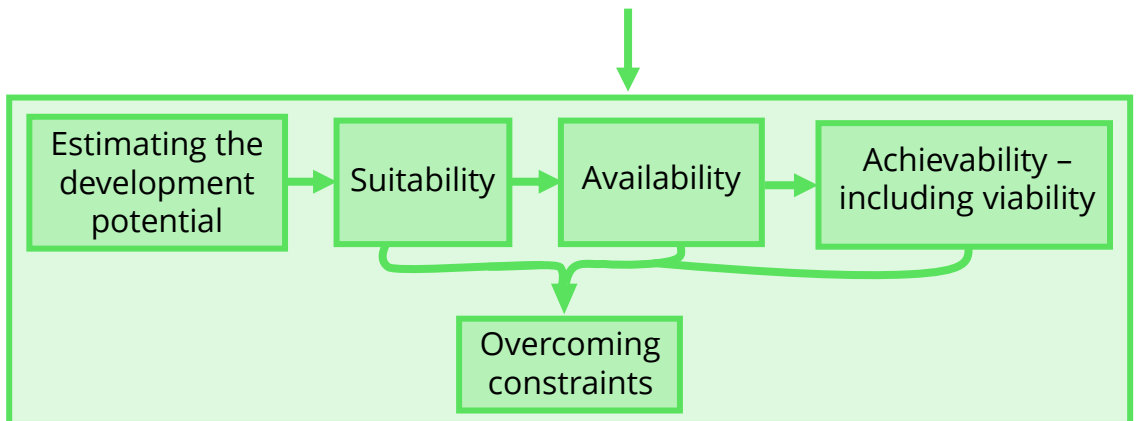 Estimating the
development
potential
Suitability
Availability
Achievability –
including viability
Overcoming
constraints